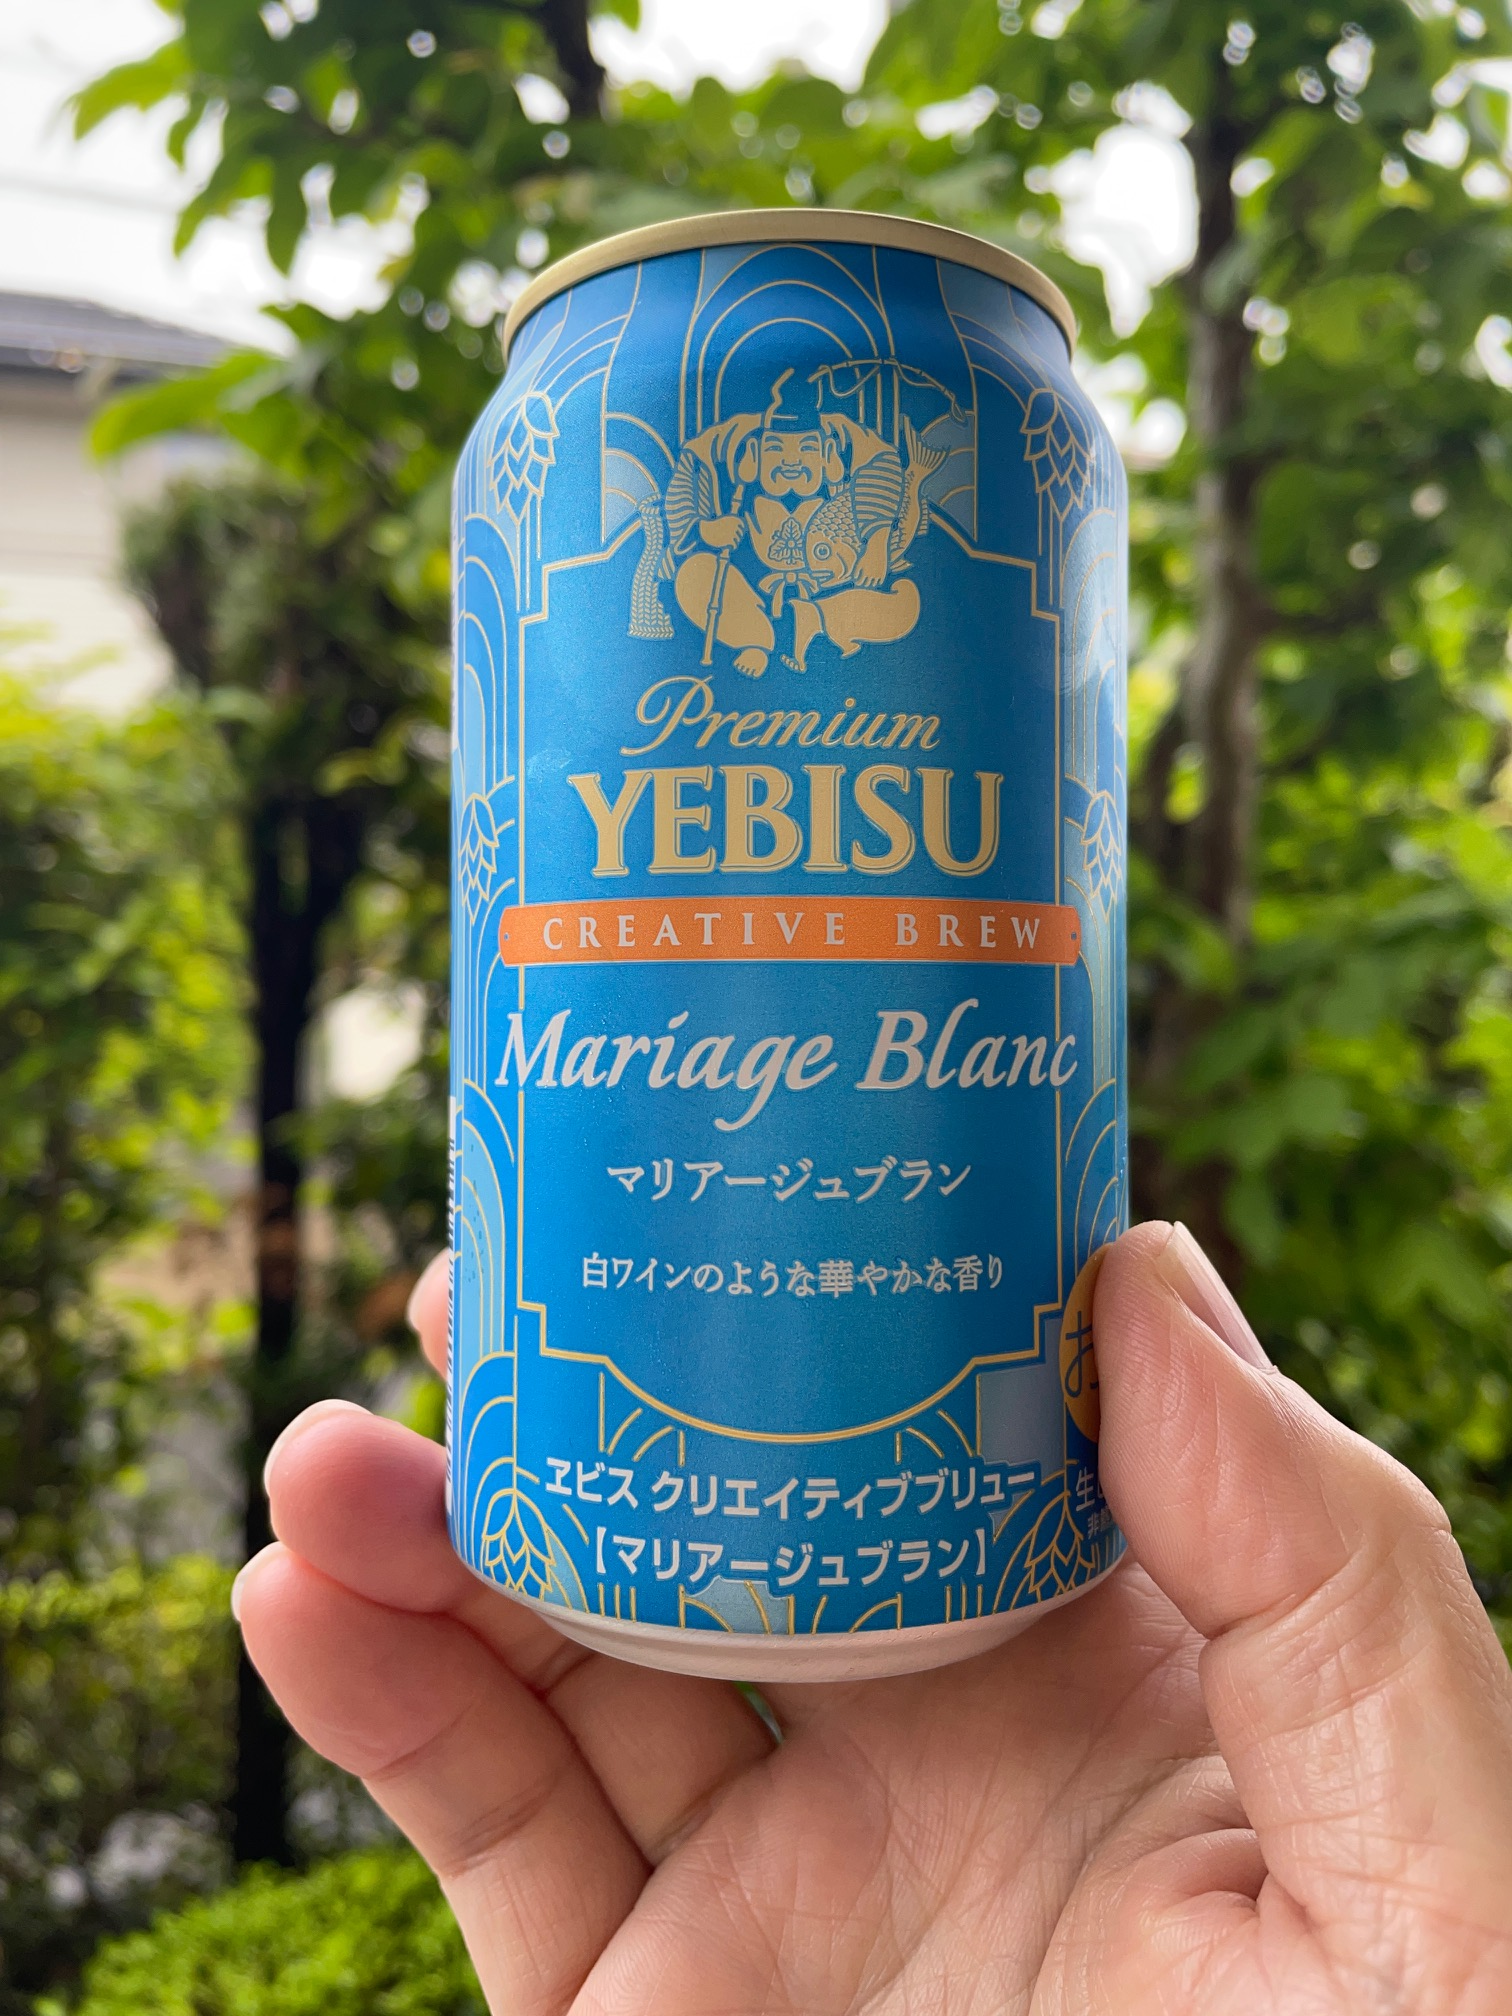 Premium
YEBISU
CREATIVE BREW
Mariage Blanc
マリアージュブラン
白ワインのような華やかな香り
お
生
ヱビス クリエイティブブリュー
【マリアージュブラン】